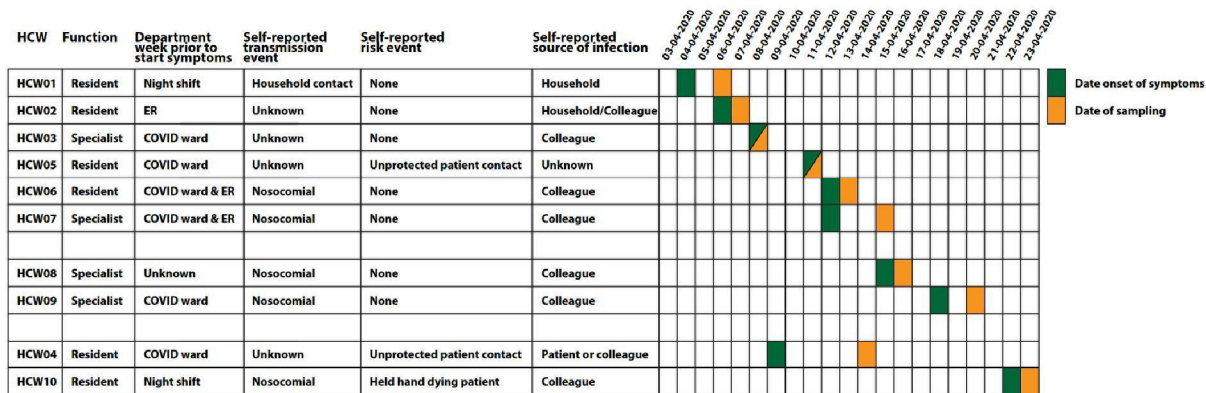 HCW Function Department week prior to start symptoms Self-reported transmission event Self-reported risk event Self-reported source of infection 03-04-2020 04-04-2020 05-04-2020 06-04-2020 07-04-2020 08-04-2020 09-04-2020 10-04-2020 11-04-2020 12-04-2020 13-04-2020 14-04-2020 15-04-2020 16-04-2020 17-04-2020 18-04-2020 19-04-2020 20-04-2020 21-04-2020 22-04-2020 23-04-2020
HCW01 Resident Night shift Household contact None Household
Date onset of symptoms
HCW02 Resident ER Unknown None Household/Colleague
Date of sampling
HCW03 Specialist COVID ward Unknown None Colleague
HCW05 Resident COVID ward Unknown Unprotected patient contact Unknown
HCW06 Resident COVID ward & ER Nosocomial None Colleague
HCW07 Specialist COVID ward & ER Nosocomial None Colleague
HCW08 Specialist Unknown Nosocomial None Colleague
HCW09 Specialist COVID ward Nosocomial None Colleague
HCW04 Resident COVID ward Unknown Unprotected patient contact Patient or colleague
HCW10 Resident Night shift Nosocomial Held hand dying patient Colleague